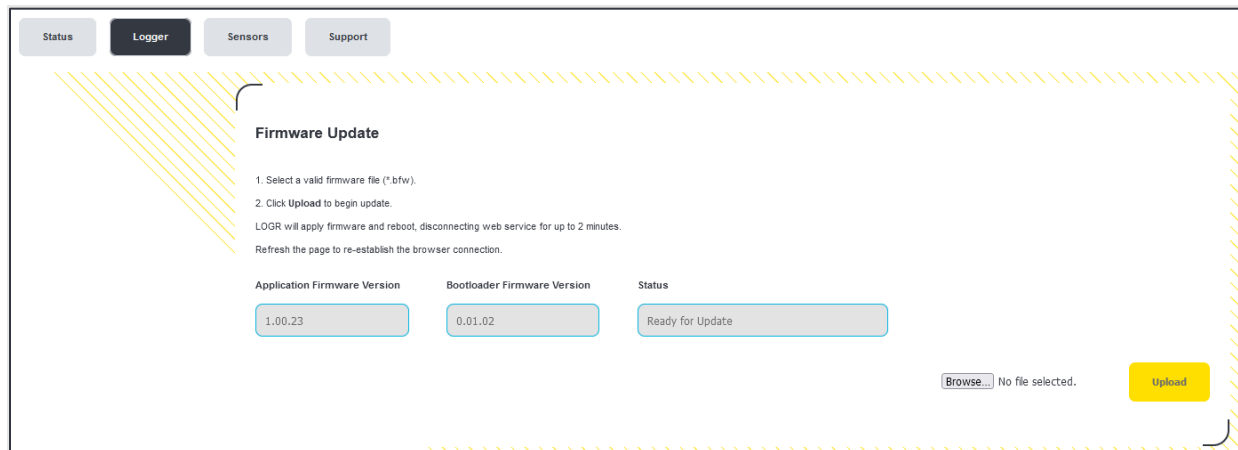 Status Logger Sensors Support
Firmware Update
1. Select a valid firmware file (*.bfw).
2. Click Upload to begin update.
LOGR will apply firmware and reboot, disconnecting web service for up to 2 minutes.
Refresh the page to re-establish the browser connection.
Application Firmware Version Bootloader Firmware Version Status
1.00.23 0.01.02 Ready for Update
Browse... No file selected. Upload